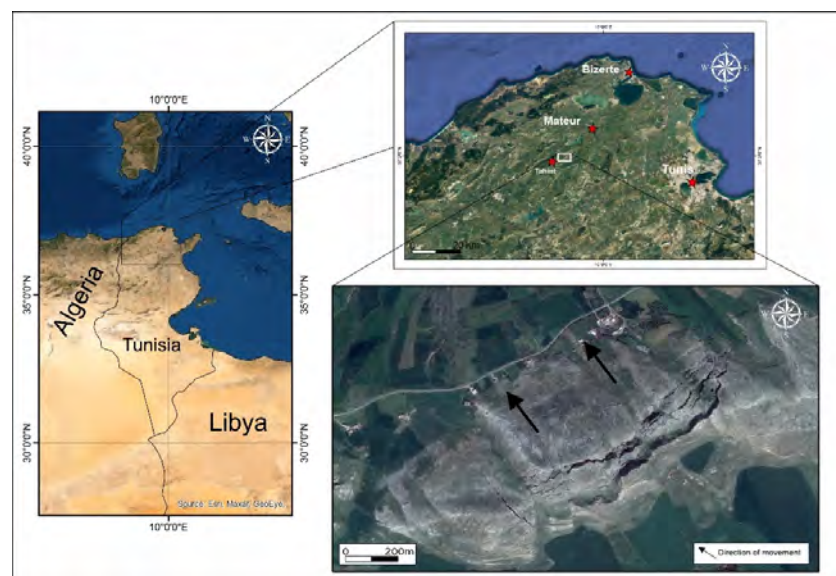 10°0'0"E
N
W E
S
40°0'0"N
40°0'0"N
35°0'0"N
35°0'0"N
30°0'0"N
30°0'0"N
Algeria
Tunisia
Libya
Source: Esri, Maxar, GeoEye,
10°0'0"E
N
W E
S
Bizerte
Mateur
Tunis
N
W E
S
0 200m
Direction of movement